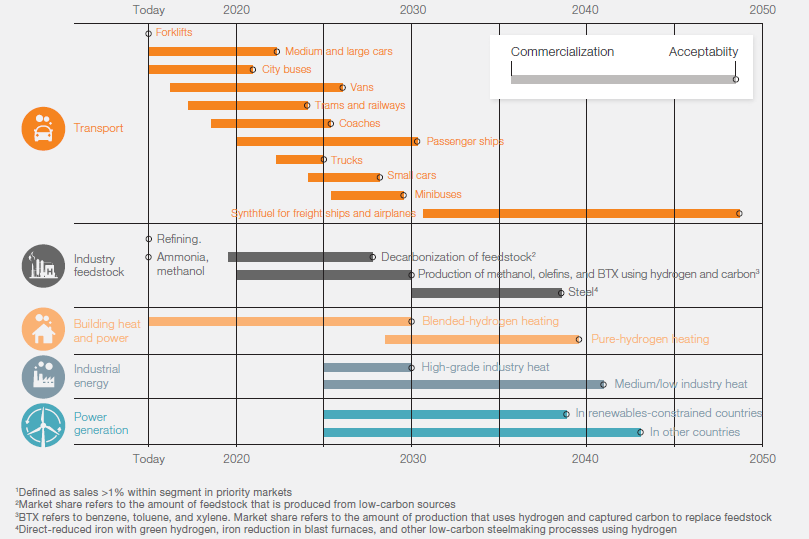 Today 2020 2030 2040 2050
Forklifts
Commercialization Acceptabiity
Medium and large cars
City buses
Vans
Trams and railways
Coaches
Transport
Passenger ships
Trucks
Small cars
Minibuses
Synthfuel for freight ships and airplanes
Refining.
Industry
feedstock
Ammonia,
methanol
Decarbonization of feedstock²
Production of methanol, olefins, and BTX using hydrogen and carbon³
Steel⁴
Building heat
and power
Blended-hydrogen heating
Pure-hydrogen heating
Industrial
energy
High-grade industry heat
Medium/low industry heat
Power
generation
In renewables-constrained countries
In other countries
Today 2020 2030 2040 2050
¹Defined as sales >1% within segment in priority markets
²Market share refers to the amount of feedstock that is produced from low-carbon sources
³BTX refers to benzene, toluene, and xylene. Market share refers to the amount of production that uses hydrogen and captured carbon to replace feedstock
⁴Direct-reduced iron with green hydrogen, iron reduction in blast furnaces, and other low-carbon steelmaking processes using hydrogen